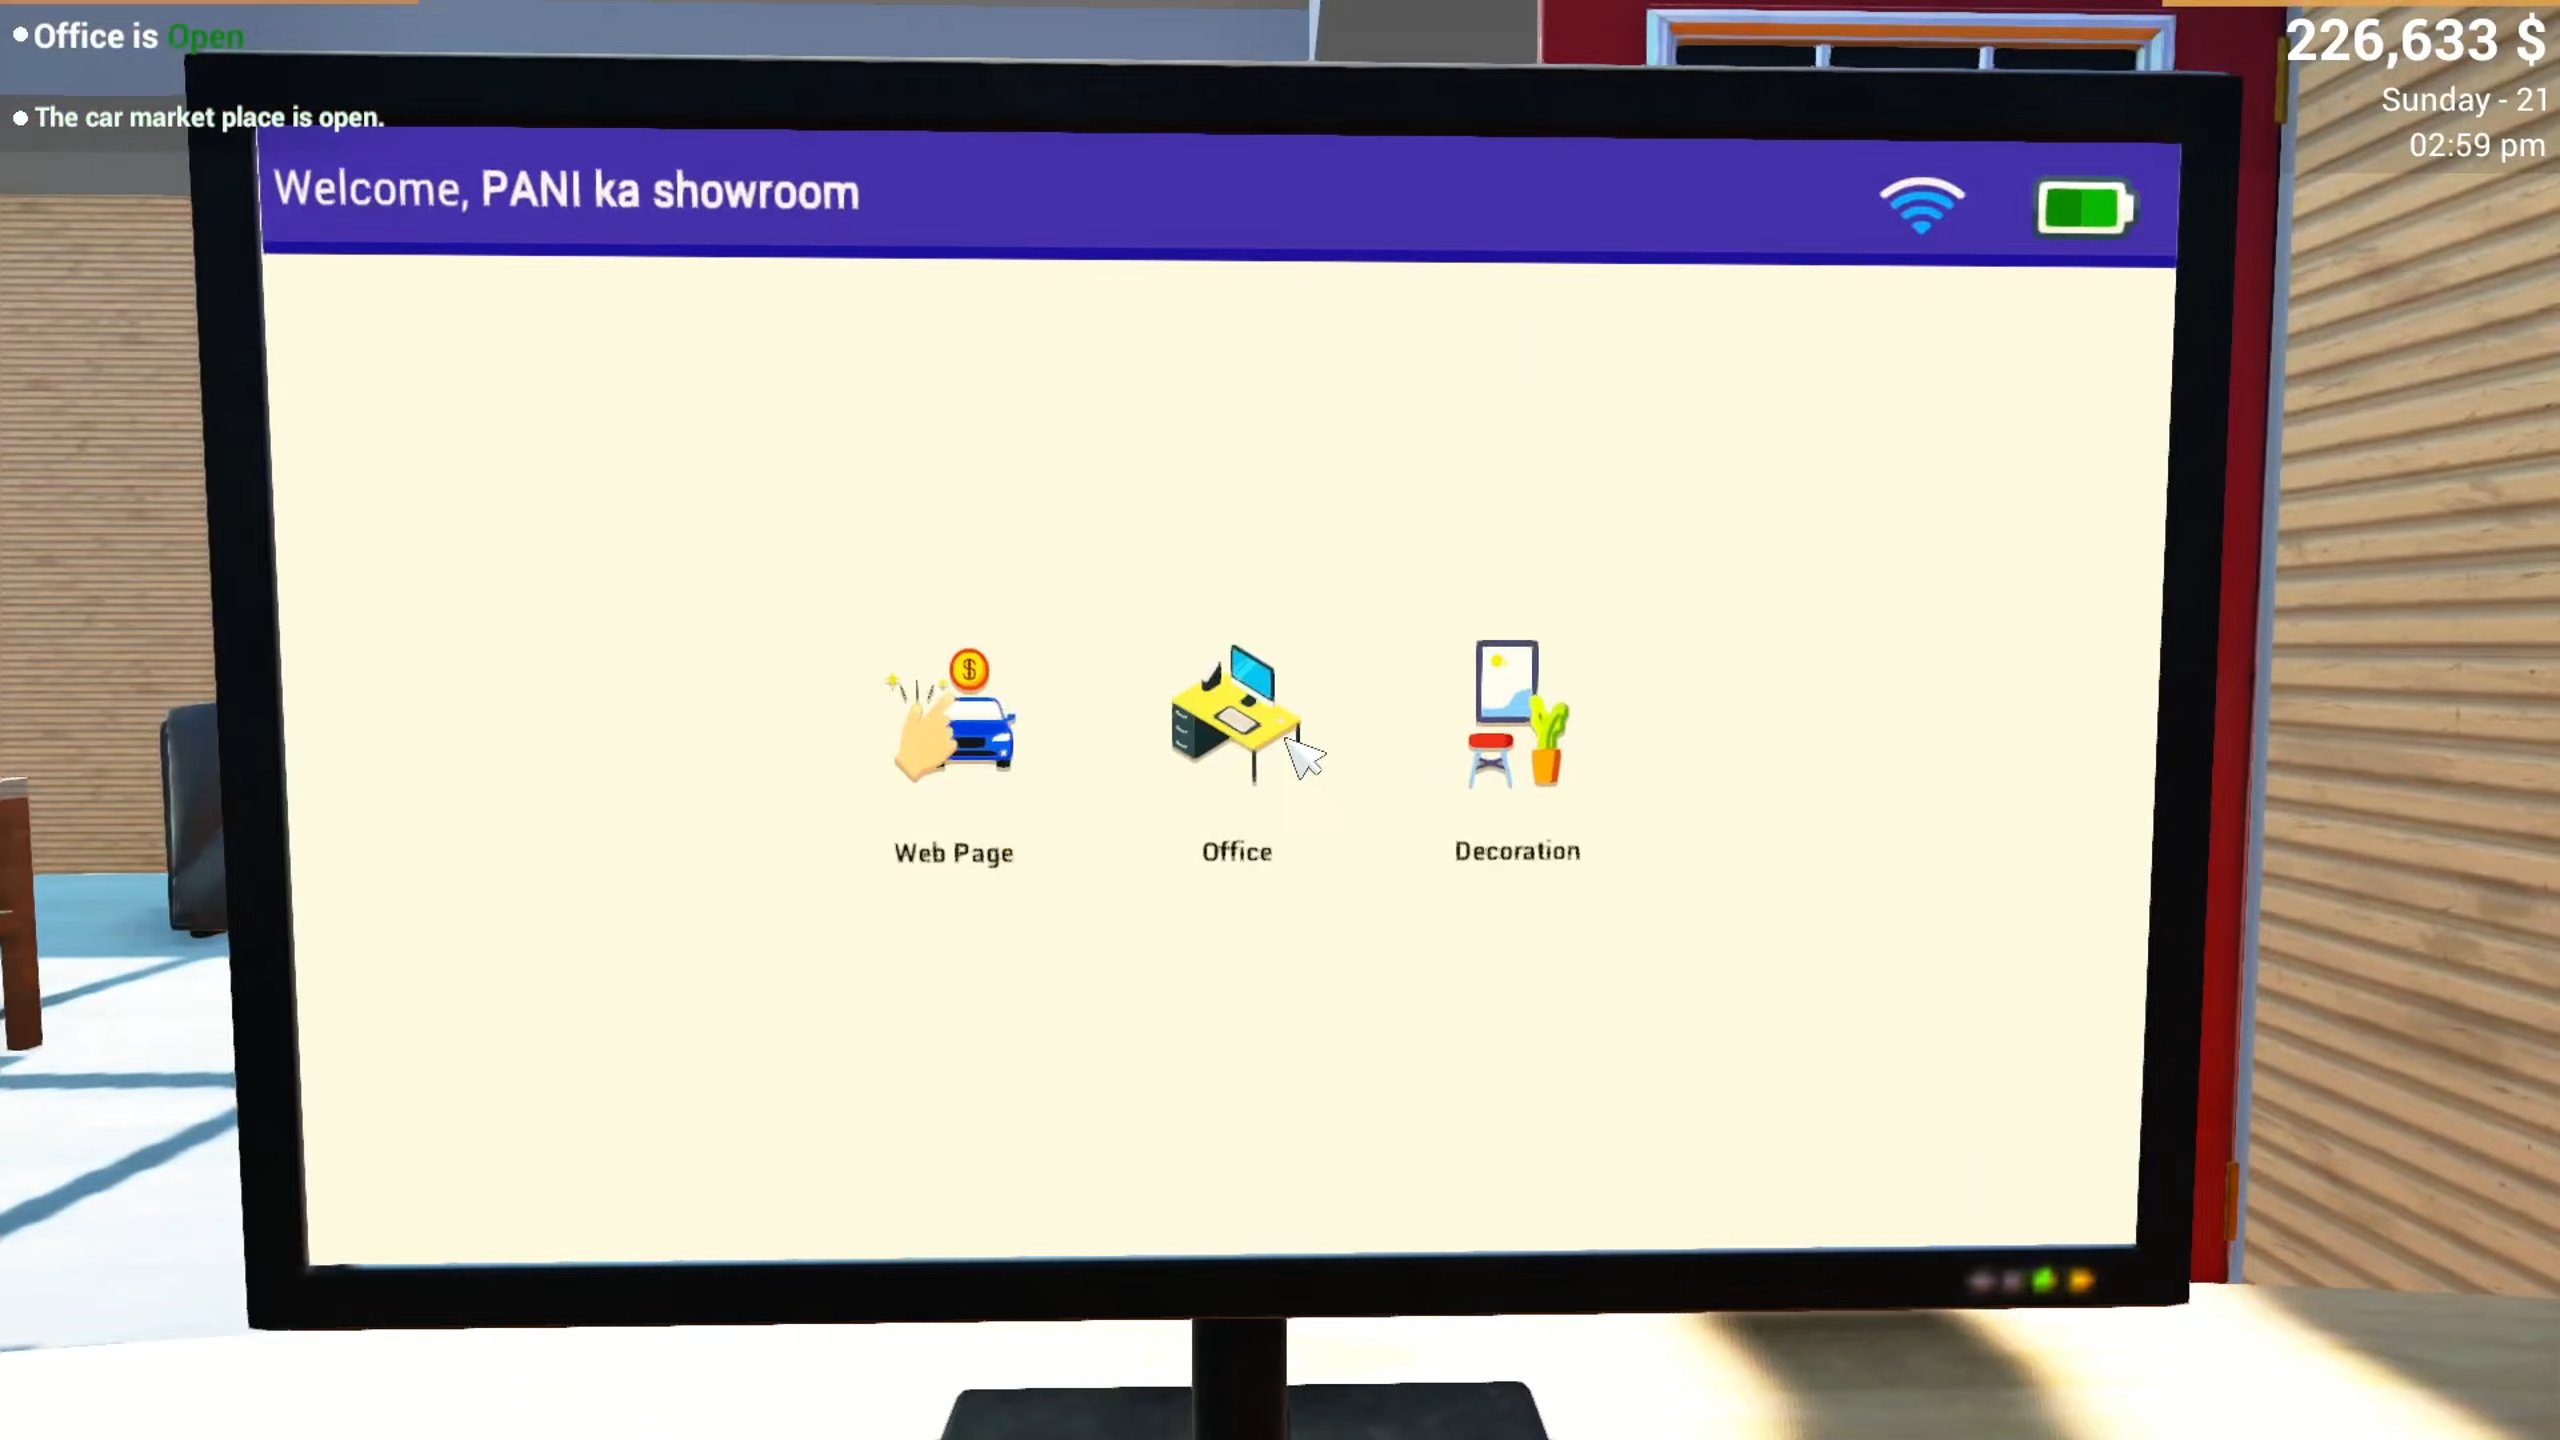 Office is Open
The car market place is open.
226,633 $
Sunday - 21
02:59 pm
Welcome, PANI ka showroom
$
Web Page
Office
Decoration